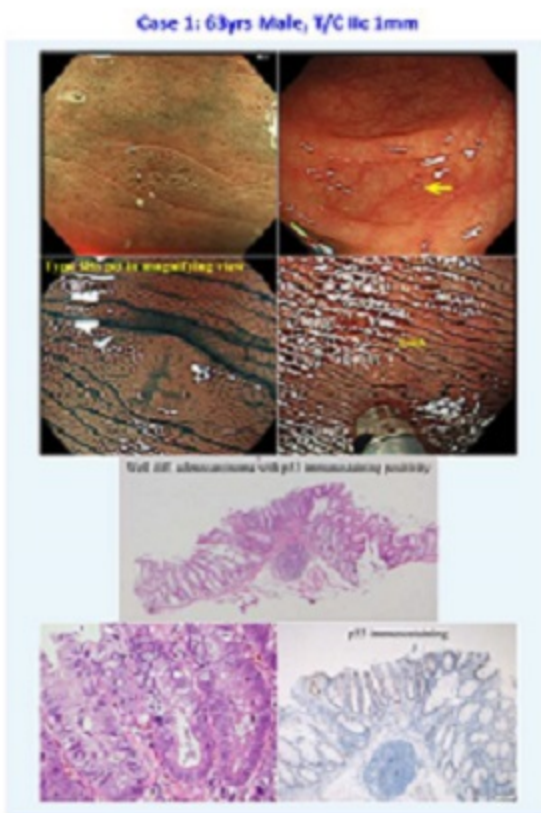 Case 1: 63yrs Male, T/C IIc 1mm
Type IIIs pit in magnifying view
Well diff. adenocarcinoma with p53 immunostaining positivity
p53 immunostaining